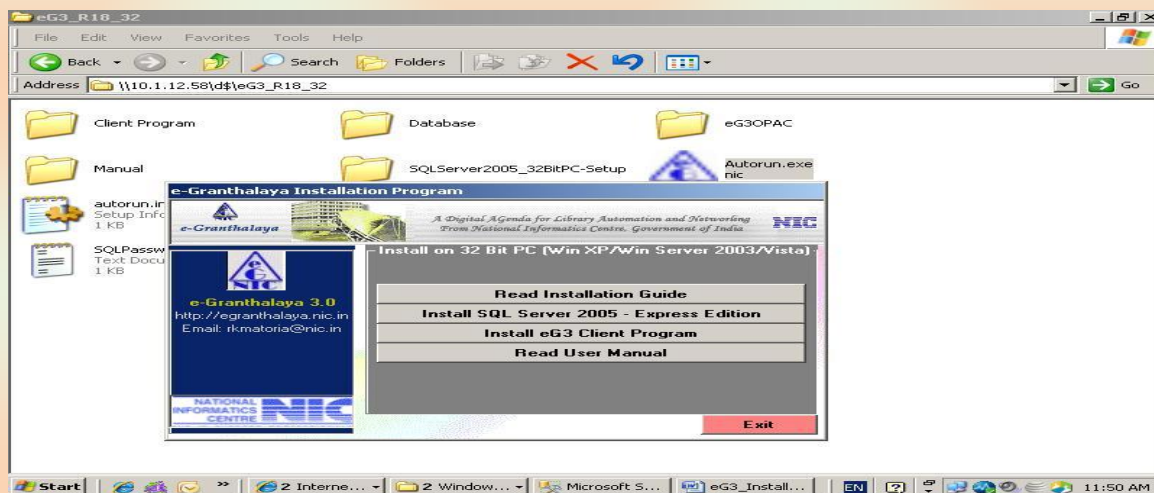 eG3_R18_32
File Edit View Favorites Tools Help
Back Search Folders
Address \\10.1.12.58\d$\eG3_R18_32 Go
Client Program Database eG3OPAC
Manual SQLServer2005_32BitPC-Setup Autorun.exe
nic
autorun.in
Setup Info
1 KB
SQLPassw
Text Docu
1 KB
e-Granthalaya Installation Program
e-Granthalaya
A Digital AGenda for Library Automation and Networking
From National Informatics Centre, Government of India
NIC
Install on 32 Bit PC (Win XP/Win Server 2003/Vista)
NIC
e-Granthalaya 3.0
http://egranthalaya.nic.in
Email: rkmatoria@nic.in
Read Installation Guide
Install SQL Server 2005 - Express Edition
Install eG3 Client Program
Read User Manual
NATIONAL
INFORMATICS
CENTRE
NIC
Exit
Start » 2 Interne... 2 Window... Microsoft S... eG3_Install... EN 11:50 AM